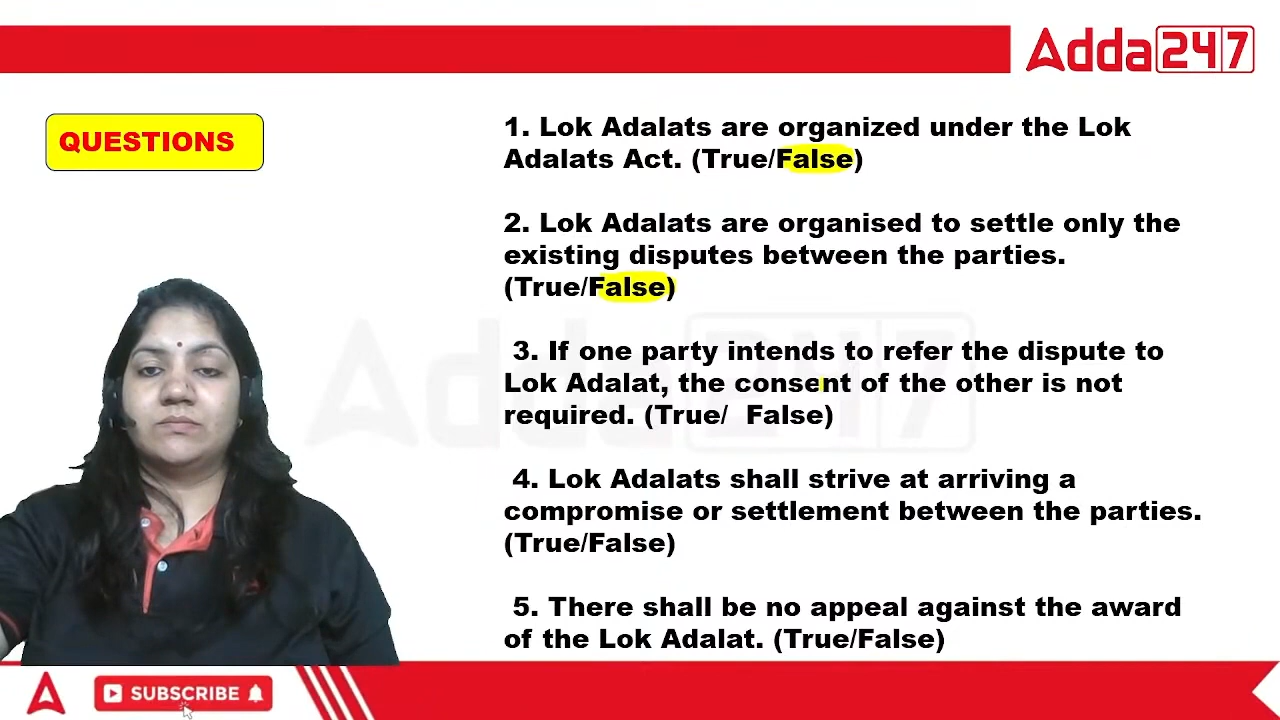 Adda247
QUESTIONS
1. Lok Adalats are organized under the Lok
Adalats Act. (True/False)
2. Lok Adalats are organised to settle only the
existing disputes between the parties.
(True/False)
3. If one party intends to refer the dispute to
Lok Adalat, the consent of the other is not
required. (True/ False)
4. Lok Adalats shall strive at arriving a
compromise or settlement between the parties.
(True/False)
5. There shall be no appeal against the award
of the Lok Adalat. (True/False)
Adda247
SUBSCRIBE